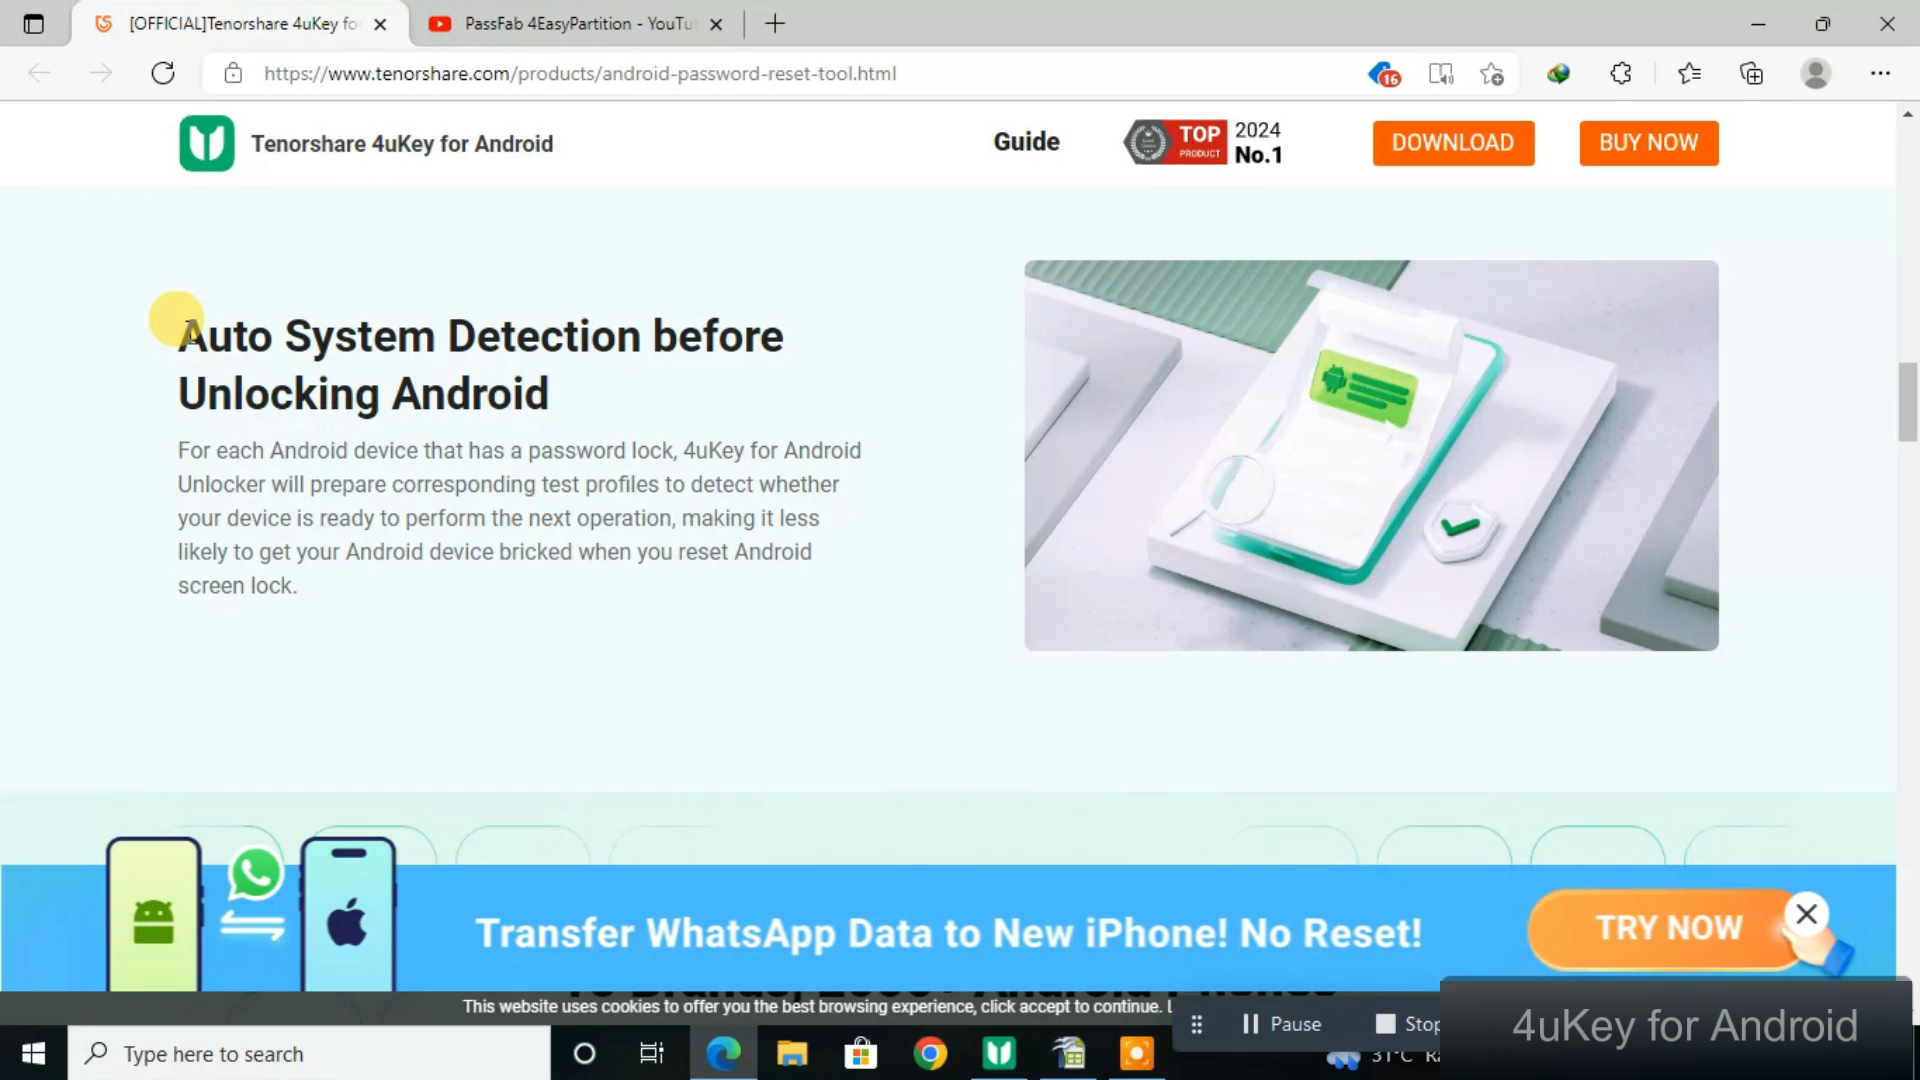 [OFFICIAL]Tenorshare 4uKey fo
PassFab 4EasyPartition - YouTu
https://www.tenorshare.com/products/android-password-reset-tool.html
16
Tenorshare 4uKey for Android
Guide
TOP
PRODUCT
2024
No.1
DOWNLOAD
BUY NOW
Auto System Detection before
Unlocking Android
For each Android device that has a password lock, 4uKey for Android
Unlocker will prepare corresponding test profiles to detect whether
your device is ready to perform the next operation, making it less
likely to get your Android device bricked when you reset Android
screen lock.
Transfer WhatsApp Data to New iPhone! No Reset!
TRY NOW
This website uses cookies to offer you the best browsing experience, click accept to continue. L
Pause
Stop
4uKey for Android
Type here to search
31°C Ra